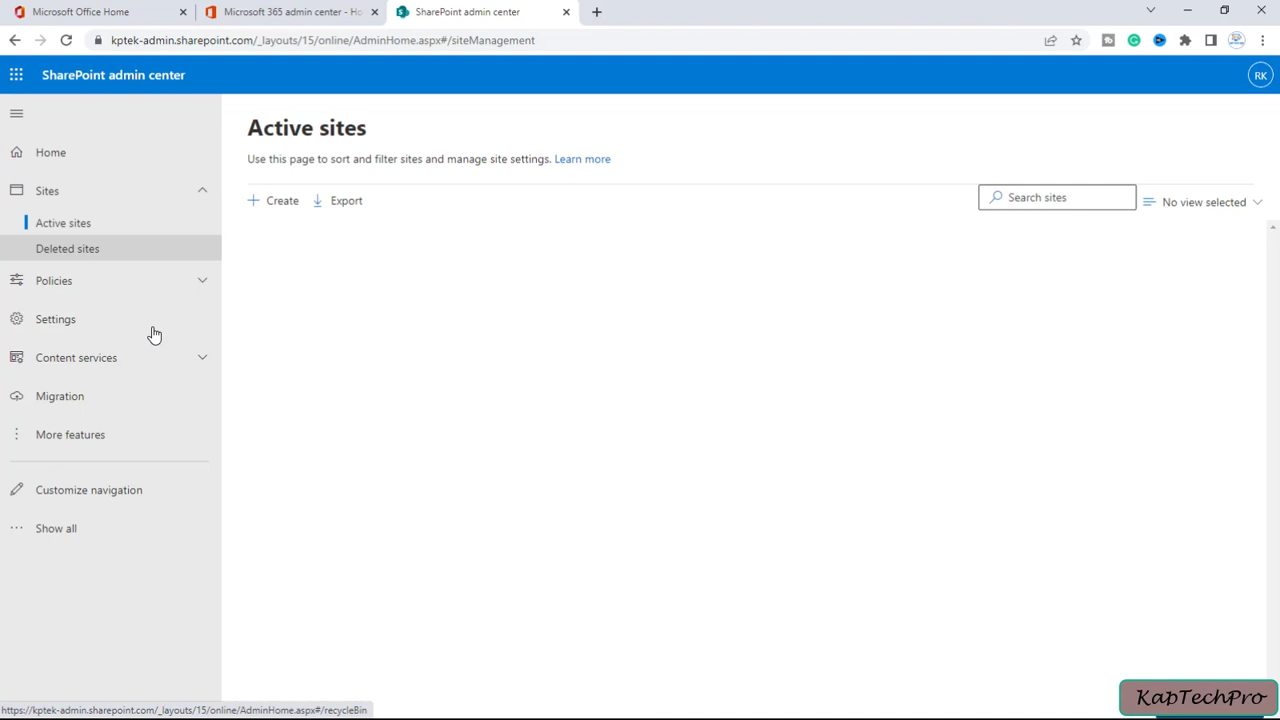 Microsoft Office Home
Microsoft 365 admin center - Ho
SharePoint admin center
kptek-admin.sharepoint.com/_layouts/15/online/AdminHome.aspx#/siteManagement
SharePoint admin center
RK
Home
Sites
Active sites
Deleted sites
Policies
Settings
Content services
Migration
More features
Customize navigation
Show all
Active sites
Use this page to sort and filter sites and manage site settings. Learn more
Create
Export
Search sites
No view selected
https://kptek-admin.sharepoint.com/_layouts/15/online/AdminHome.aspx#/recycleBin
KapTechPro